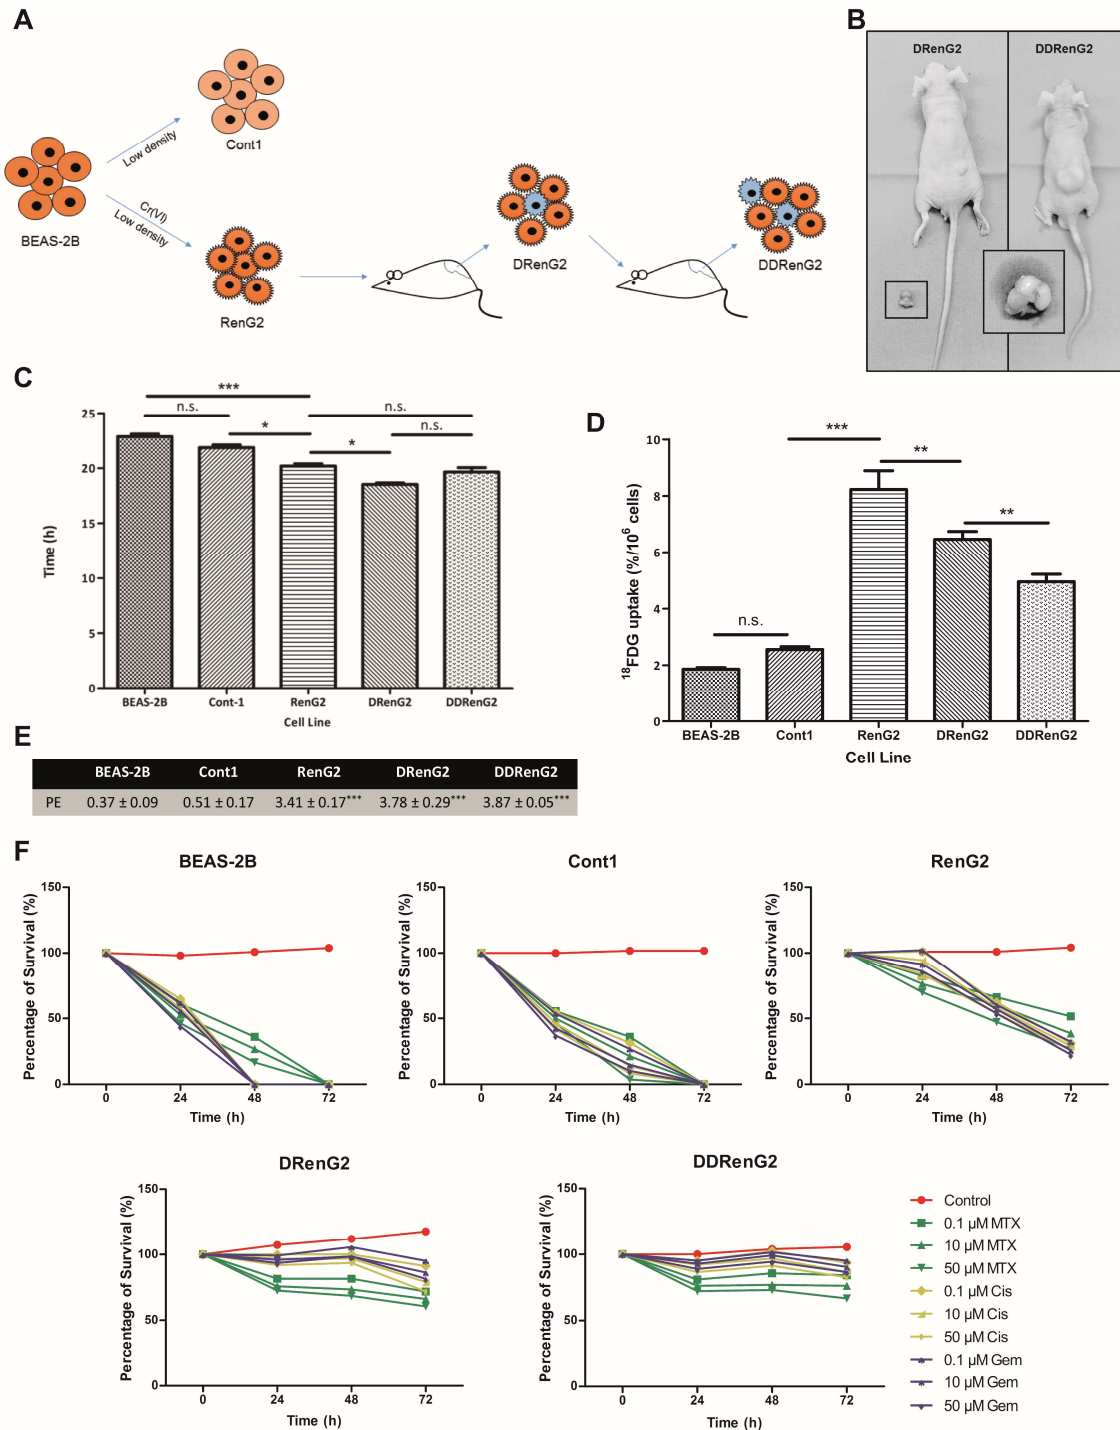 A
BEAS-2B
Low density
Cont1
Cr(VI)
Low density
RenG2
DRenG2
DDRenG2
B
DRenG2
DDRenG2
C
***
n.s.
n.s.
*
n.s.
*
Time (h)
25
20
15
10
5
0
BEAS-2B Cont-1 RenG2 DRenG2 DDRenG2
Cell Line
D
***
**
**
n.s.
18FDG uptake (%/10^6 cells)
10
8
6
4
2
0
BEAS-2B Cont1 RenG2 DRenG2 DDRenG2
Cell Line
E
BEAS-2B Cont1 RenG2 DRenG2 DDRenG2
PE 0.37 ± 0.09 0.51 ± 0.17 3.41 ± 0.17*** 3.78 ± 0.29*** 3.87 ± 0.05***
F
BEAS-2B
Percentage of Survival (%)
150
100
50
0
0 24 48 72
Time (h)
Cont1
Percentage of Survival (%)
150
100
50
0
0 24 48 72
Time (h)
RenG2
Percentage of Survival (%)
150
100
50
0
0 24 48 72
Time (h)
DRenG2
Percentage of Survival (%)
150
100
50
0
0 24 48 72
Time (h)
DDRenG2
Percentage of Survival (%)
150
100
50
0
0 24 48 72
Time (h)
Control
0.1 µM MTX
10 µM MTX
50 µM MTX
0.1 µM Cis
10 µM Cis
50 µM Cis
0.1 µM Gem
10 µM Gem
50 µM Gem